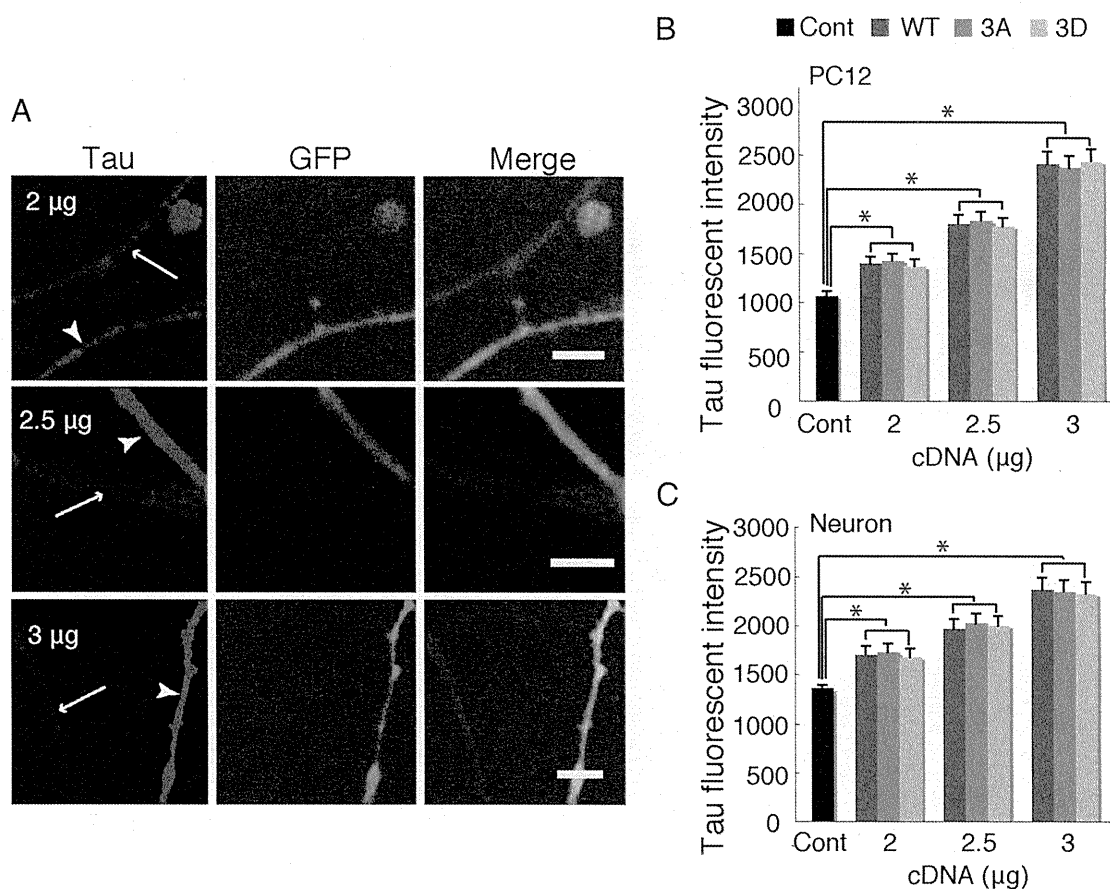 A
Tau GFP Merge
2 µg
2.5 µg
3 µg
B
Cont WT 3A 3D
PC12
Tau fluorescent intensity
3000
2500
2000
1500
1000
500
0
* * *
Cont 2 2.5 3
cDNA (µg)
C
Neuron
Tau fluorescent intensity
3000
2500
2000
1500
1000
500
0
* * *
Cont 2 2.5 3
cDNA (µg)